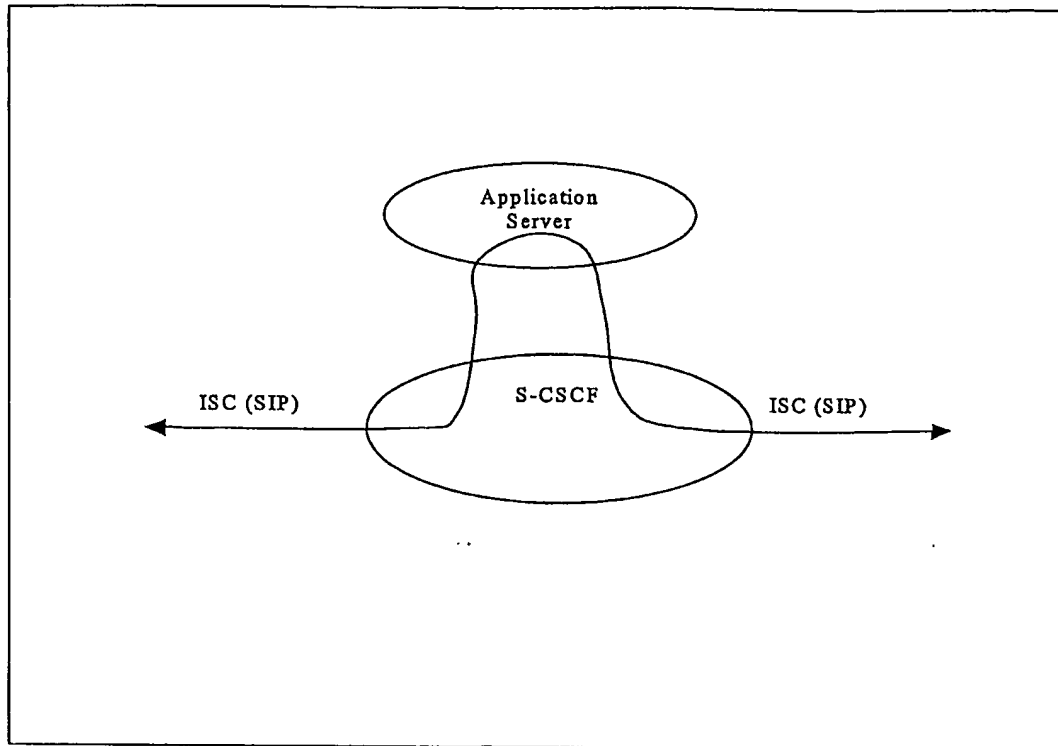 Application
Server
S-CSCF
ISC (SIP)
ISC (SIP)